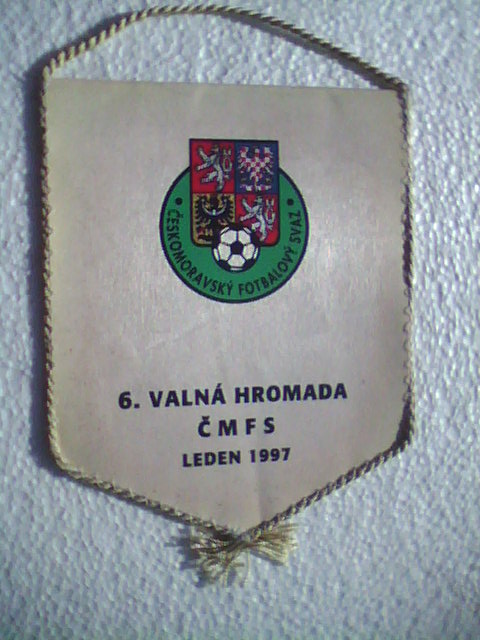 ČESKOMORAVSKÝ FOTBALOVÝ SVAZ
6. VALNÁ HROMADA
ČMFS
LEDEN 1997